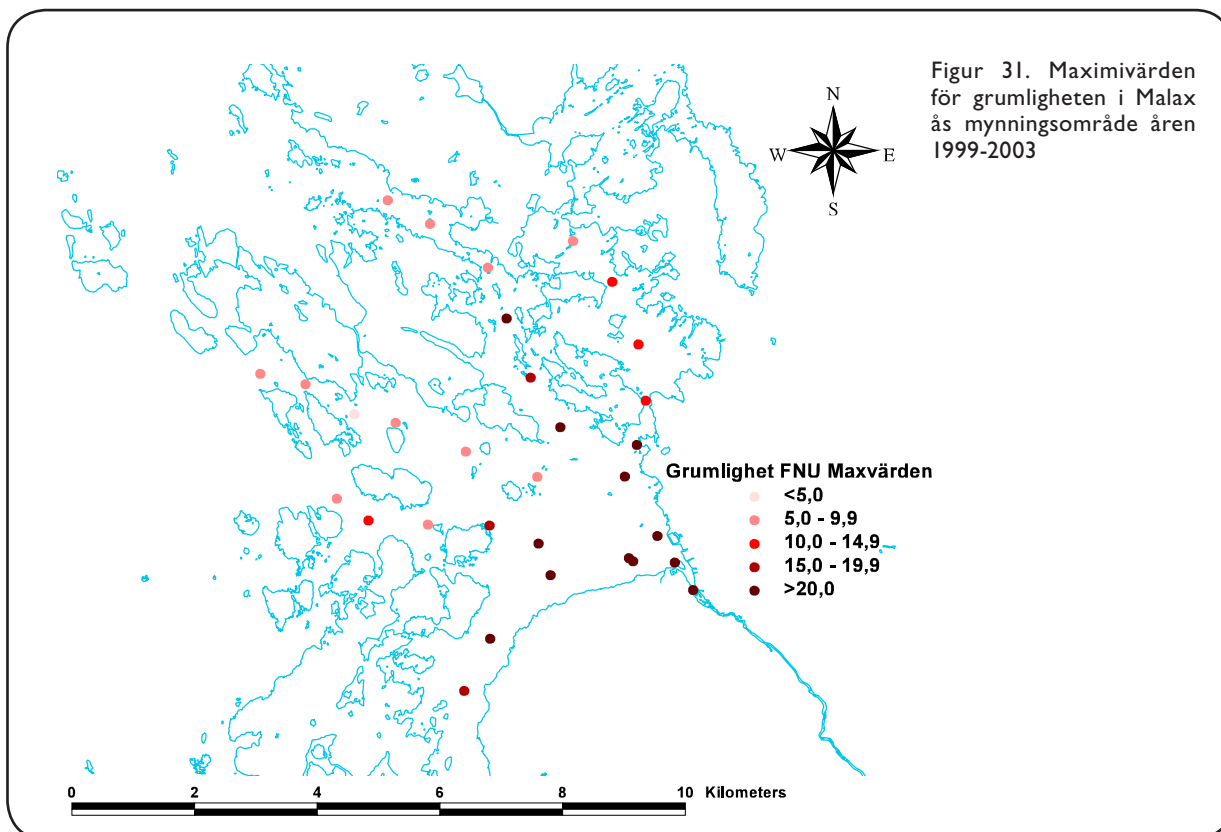 Figur 31. Maximivärden
för grumligheten i Malax
ås mynningsområde åren
1999-2003
N
W E
S
Grumlighet FNU Maxvärden
<5,0
5,0 - 9,9
10,0 - 14,9
15,0 - 19,9
>20,0
0 2 4 6 8 10 Kilometers